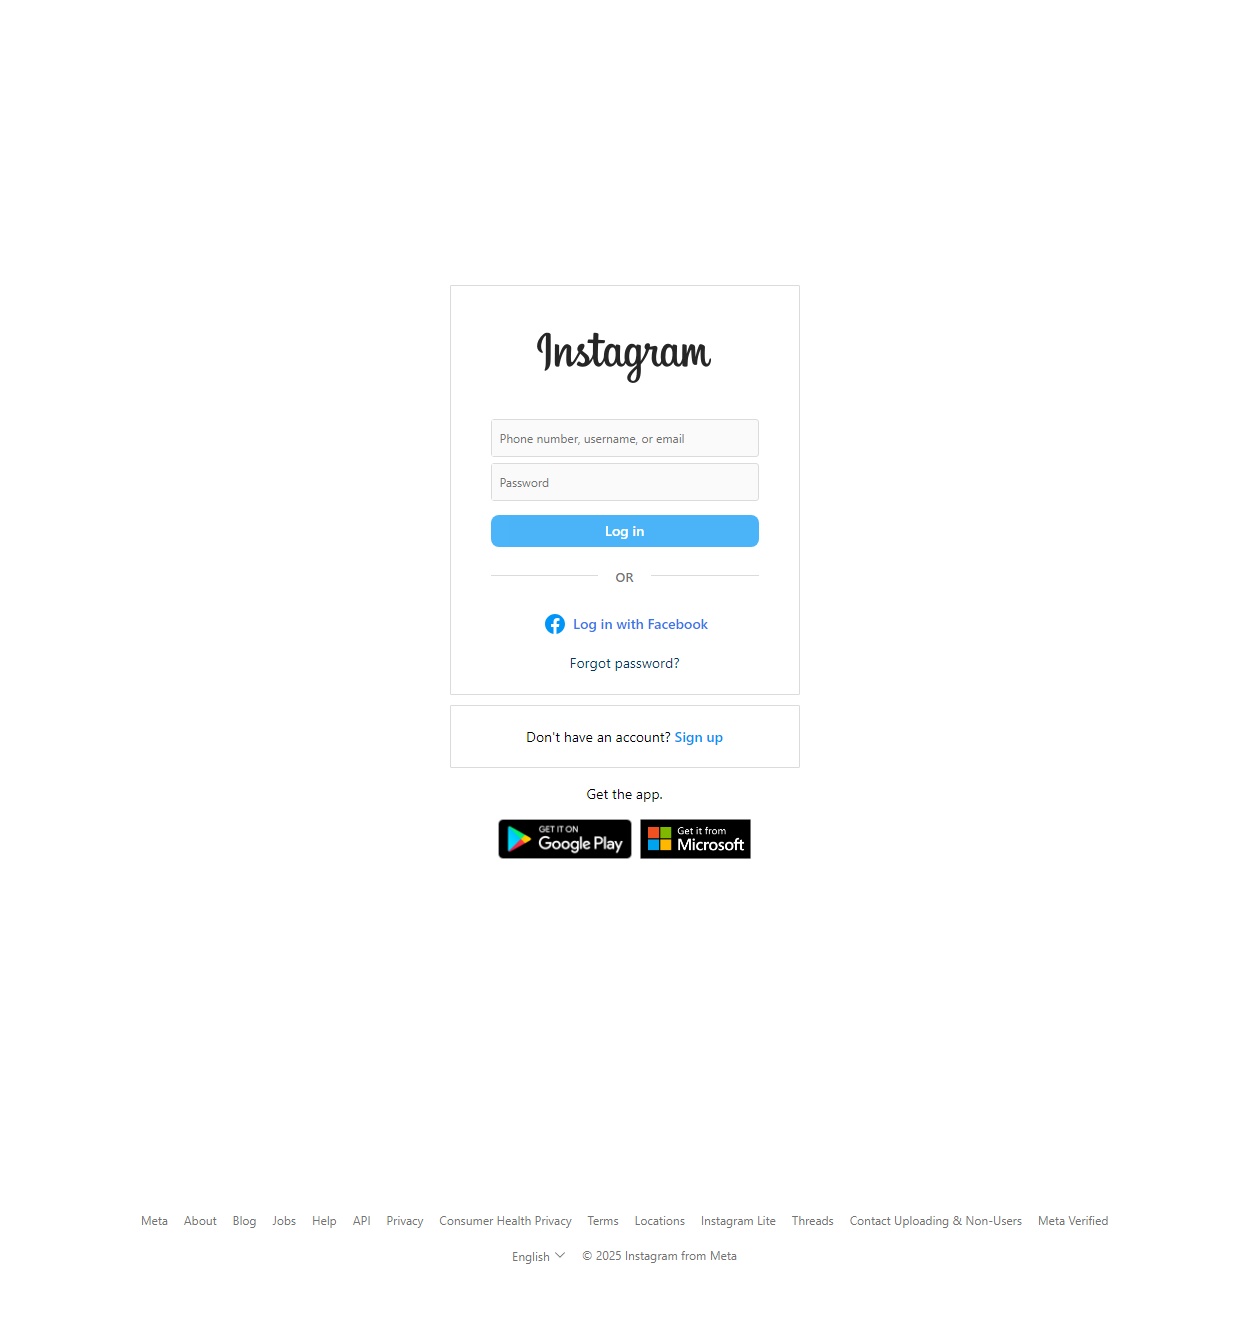 Instagram
Phone number, username, or email
Password
Log in
OR
Log in with Facebook
Forgot password?
Don't have an account? Sign up
Get the app.
GET IT ON
Google Play
Get it from
Microsoft
Meta About Blog Jobs Help API Privacy Consumer Health Privacy Terms Locations Instagram Lite Threads Contact Uploading & Non-Users Meta Verified
English © 2025 Instagram from Meta